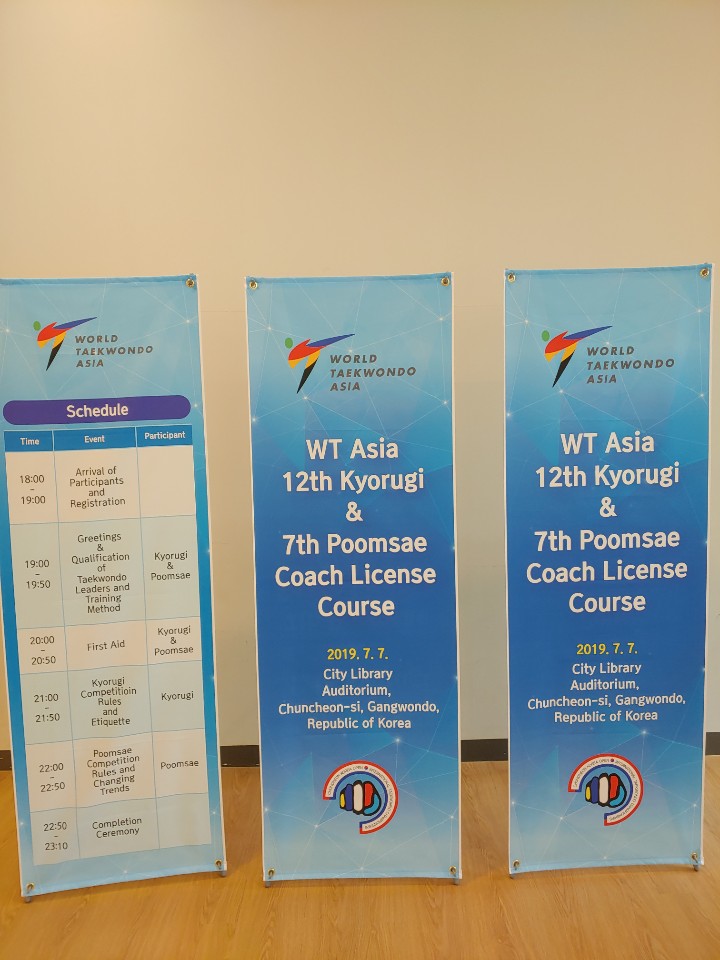 WORLD
TAEKWONDO
ASIA
Schedule
Time Event Participant
18:00
-
19:00
Arrival of
Participants
and
Registration
19:00
-
19:50
Greetings
&
Qualification
of
Taekwondo
Leaders and
Training
Method
Kyorugi
&
Poomsae
20:00
-
20:50
First Aid
Kyorugi
&
Poomsae
21:00
-
21:50
Kyorugi
Competitioin
Rules
and
Etiquette
Kyorugi
22:00
-
22:50
Poomsae
Competition
Rules and
Changing
Trends
Poomsae
22:50
-
23:10
Completion
Ceremony
WORLD
TAEKWONDO
ASIA
WT Asia
12th Kyorugi
&
7th Poomsae
Coach License
Course
2019. 7. 7.
City Library
Auditorium,
Chuncheon-si, Gangwondo,
Republic of Korea
WORLD
TAEKWONDO
ASIA
WT Asia
12th Kyorugi
&
7th Poomsae
Coach License
Course
2019. 7. 7.
City Library
Auditorium,
Chuncheon-si, Gangwondo,
Republic of Korea